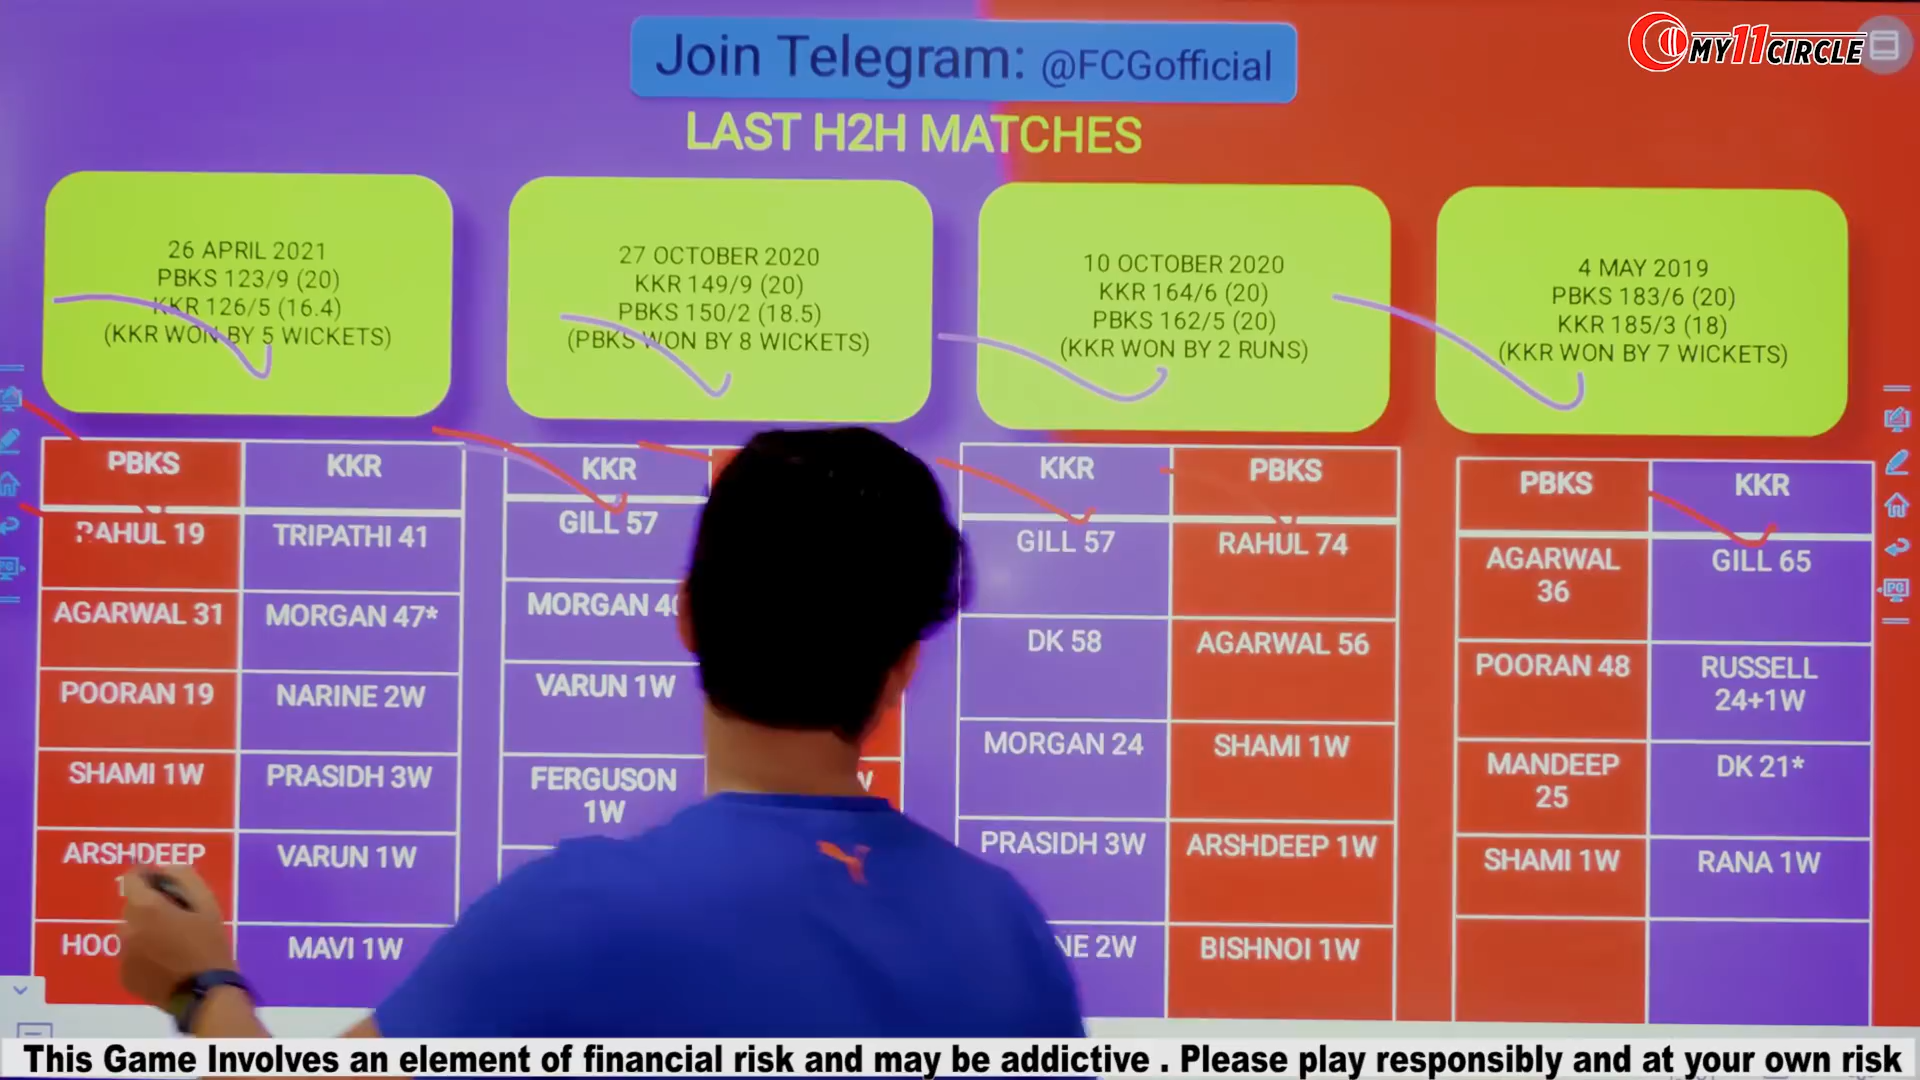 Join Telegram: @FCGofficial
MY11CIRCLE
LAST H2H MATCHES
26 APRIL 2021
PBKS 123/9 (20)
KKR 126/5 (16.4)
(KKR WON BY 5 WICKETS)
27 OCTOBER 2020
KKR 149/9 (20)
PBKS 150/2 (18.5)
(PBKS WON BY 8 WICKETS)
10 OCTOBER 2020
KKR 164/6 (20)
PBKS 162/5 (20)
(KKR WON BY 2 RUNS)
4 MAY 2019
PBKS 183/6 (20)
KKR 185/3 (18)
(KKR WON BY 7 WICKETS)
PBKS KKR
RAHUL 19 TRIPATHI 41
AGARWAL 31 MORGAN 47*
POORAN 19 NARINE 2W
SHAMI 1W PRASIDH 3W
ARSHDEEP VARUN 1W
MAVI 1W
KKR
GILL 57
MORGAN
VARUN 1W
FERGUSON
1W
KKR PBKS
GILL 57 RAHUL 74
DK 58 AGARWAL 56
MORGAN 24 SHAMI 1W
PRASIDH 3W ARSHDEEP 1W
2W BISHNOI 1W
PBKS KKR
AGARWAL
36
GILL 65
POORAN 48
RUSSELL
24+1W
MANDEEP
25
DK 21*
SHAMI 1W RANA 1W
This Game Involves an element of financial risk and may be addictive . Please play responsibly and at your own risk